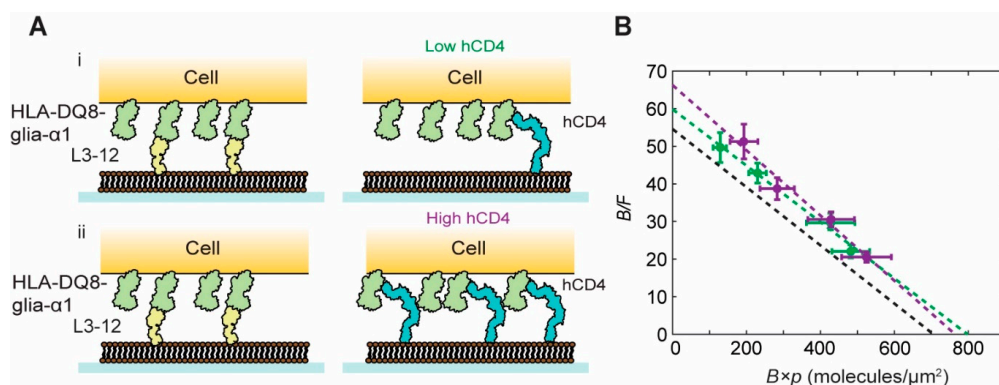 A
i
Cell
HLA-DQ8-
glia-α1
L3-12
Low hCD4
Cell
hCD4
ii
Cell
HLA-DQ8-
glia-α1
L3-12
High hCD4
Cell
hCD4
B
70
60
50
40
30
20
10
0
B/F
0 200 400 600 800
B×p (molecules/μm²)